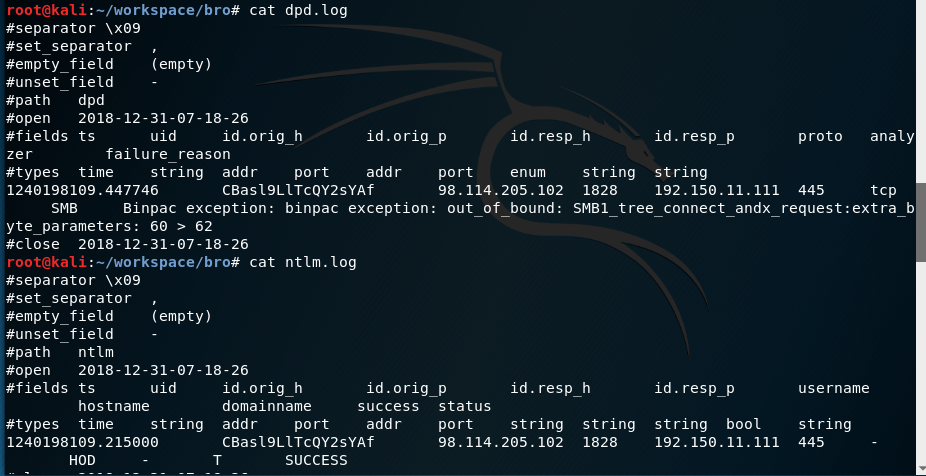 root@kali:~/workspace/bro# cat dpd.log
#separator \x09
#set_separator  ,
#empty_field    (empty)
#unset_field    -
#path   dpd
#open   2018-12-31-07-18-26
#fields ts      uid     id.orig_h       id.orig_p       id.resp_h       id.resp_p       proto   analy
zer        failure_reason
#types  time    string  addr    port    addr    port    enum    string  string
1240198109.447746       CBasl9LlTcQY2sYAf       98.114.205.102  1828    192.150.11.111  445     tcp
     SMB     Binpac exception: binpac exception: out_of_bound: SMB1_tree_connect_andx_request:extra_b
yte_parameters: 60 > 62
#close  2018-12-31-07-18-26
root@kali:~/workspace/bro# cat ntlm.log
#separator \x09
#set_separator  ,
#empty_field    (empty)
#unset_field    -
#path   ntlm
#open   2018-12-31-07-18-26
#fields ts      uid     id.orig_h       id.orig_p       id.resp_h       id.resp_p       username
        hostname        domainname      success  status
#types  time    string  addr    port    addr    port    string  string  string  bool    string
1240198109.215000       CBasl9LlTcQY2sYAf       98.114.205.102  1828    192.150.11.111  445     -
       HOD     -       T       SUCCESS